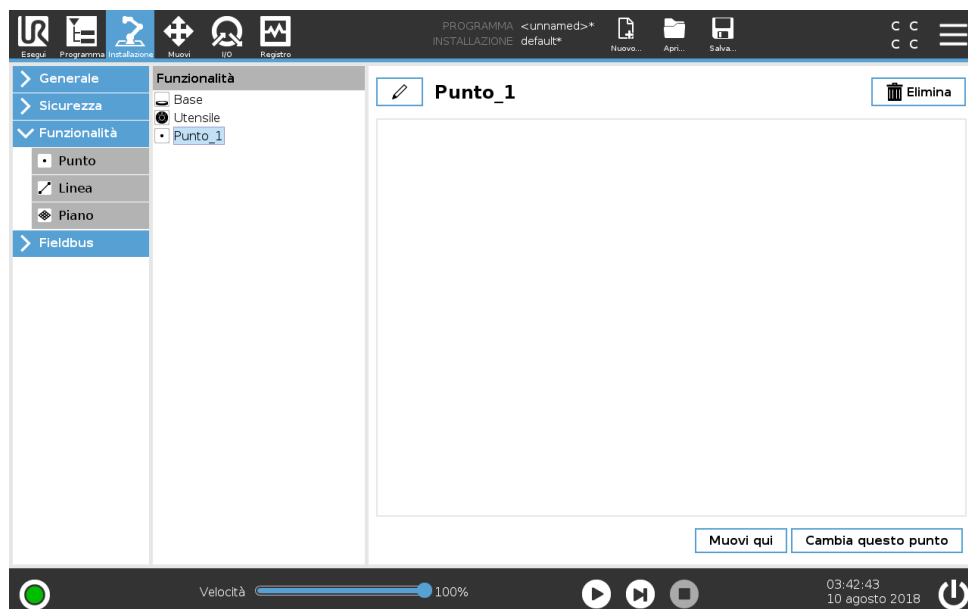 UR
Esegui
Programma
Installazione
Muovi
I/O
Registro
PROGRAMMA <unnamed>*
INSTALLAZIONE default*
Nuovo...
Apri...
Salva...
C C
C C
Generale
Sicurezza
Funzionalità
Punto
Linea
Piano
Fieldbus
Funzionalità
Base
Utensile
Punto_1
Punto_1
Elimina
Muovi qui
Cambia questo punto
Velocità
100%
03:42:43
10 agosto 2018